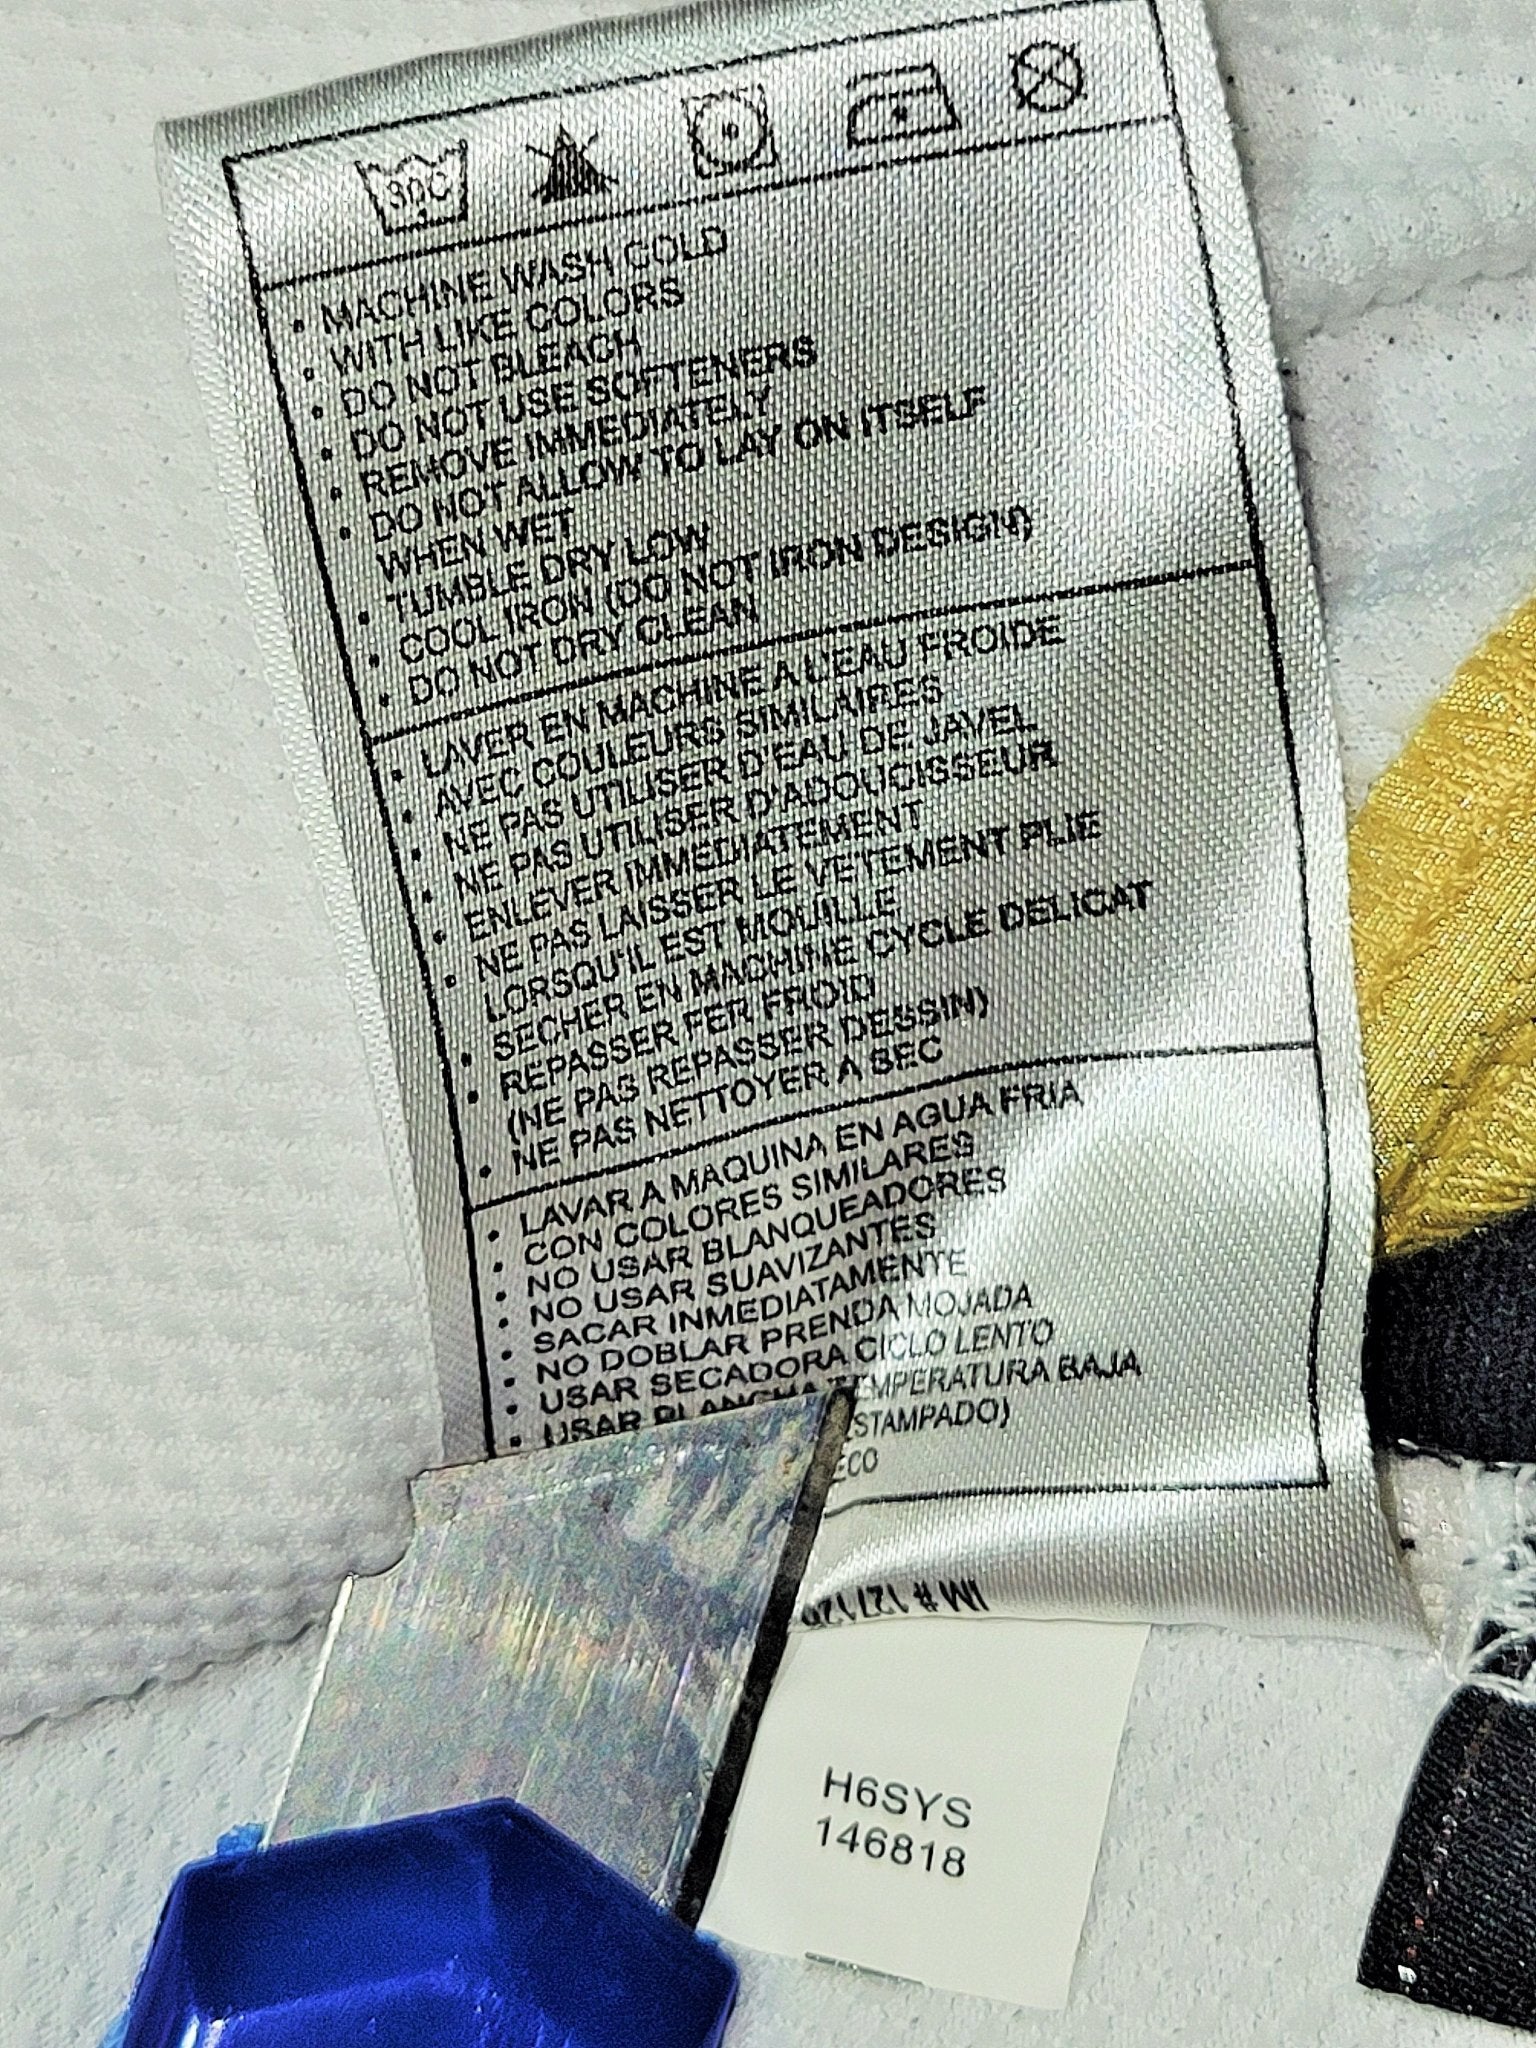 30C
• MACHINE WASH COLD
• WITH LIKE COLORS
• DO NOT BLEACH
• DO NOT USE SOFTENERS
• REMOVE IMMEDIATELY
• DO NOT ALLOW TO LAY ON ITSELF
WHEN WET
• TUMBLE DRY LOW
• COOL IRON (DO NOT IRON DESIGN)
• DO NOT DRY CLEAN
• LAVER EN MACHINE A L'EAU FROIDE
• AVEC COULEURS SIMILAIRES
• NE PAS UTILISER D'EAU DE JAVEL
• NE PAS UTILISER D'ADOUCISSEUR
• ENLEVER IMMEDIATEMENT
• NE PAS LAISSER LE VETEMENT PLIE
LORSQU'IL EST MOUILLE
• SECHER EN MACHINE CYCLE DELICAT
• REPASSER FER FROID
(NE PAS REPASSER DESSIN)
• NE PAS NETTOYER A SEC
• LAVAR A MAQUINA EN AGUA FRIA
• CON COLORES SIMILARES
• NO USAR BLANQUEADORES
• NO USAR SUAVIZANTES
• SACAR INMEDIATAMENTE
• NO DOBLAR PRENDA MOJADA
• USAR SECADORA CICLO LENTO
• USAR PLANCHA TEMPERATURA BAJA
STAMPADO)
ECO
IM # 127120
H6SYS
146818